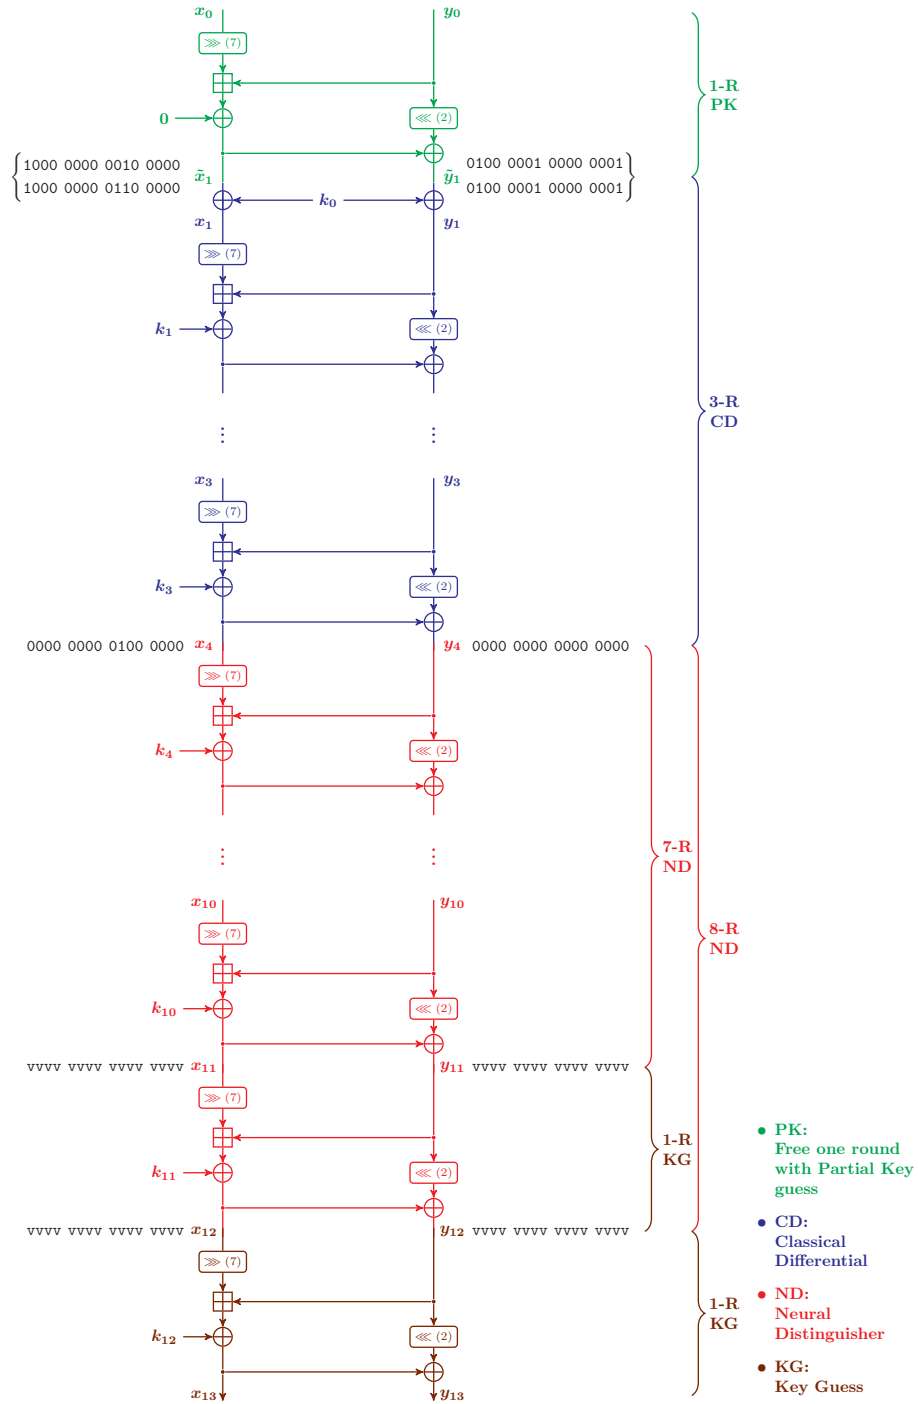 x₀ y₀
⋙ (7)
0 ⋘ (2)
1-R
PK
1000 0000 0010 0000 0100 0001 0000 0001
1000 0000 0110 0000 x̃₁ ỹ₁ 0100 0001 0000 0001
k₀
x₁ y₁
⋙ (7)
k₁ ⋘ (2)
⋮ ⋮
3-R
CD
x₃ y₃
⋙ (7)
k₃ ⋘ (2)
0000 0000 0100 0000 x₄ y₄ 0000 0000 0000 0000
⋙ (7)
k₄ ⋘ (2)
⋮ ⋮
7-R
ND
x₁₀ y₁₀
⋙ (7)
8-R
ND
k₁₀ ⋘ (2)
vvvv vvvv vvvv vvvv x₁₁ y₁₁ vvvv vvvv vvvv vvvv
⋙ (7)
1-R
KG
k₁₁ ⋘ (2)
vvvv vvvv vvvv vvvv x₁₂ y₁₂ vvvv vvvv vvvv vvvv
⋙ (7)
1-R
KG
k₁₂ ⋘ (2)
x₁₃ y₁₃
• PK:
Free one round
with Partial Key
guess
• CD:
Classical
Differential
• ND:
Neural
Distinguisher
• KG:
Key Guess